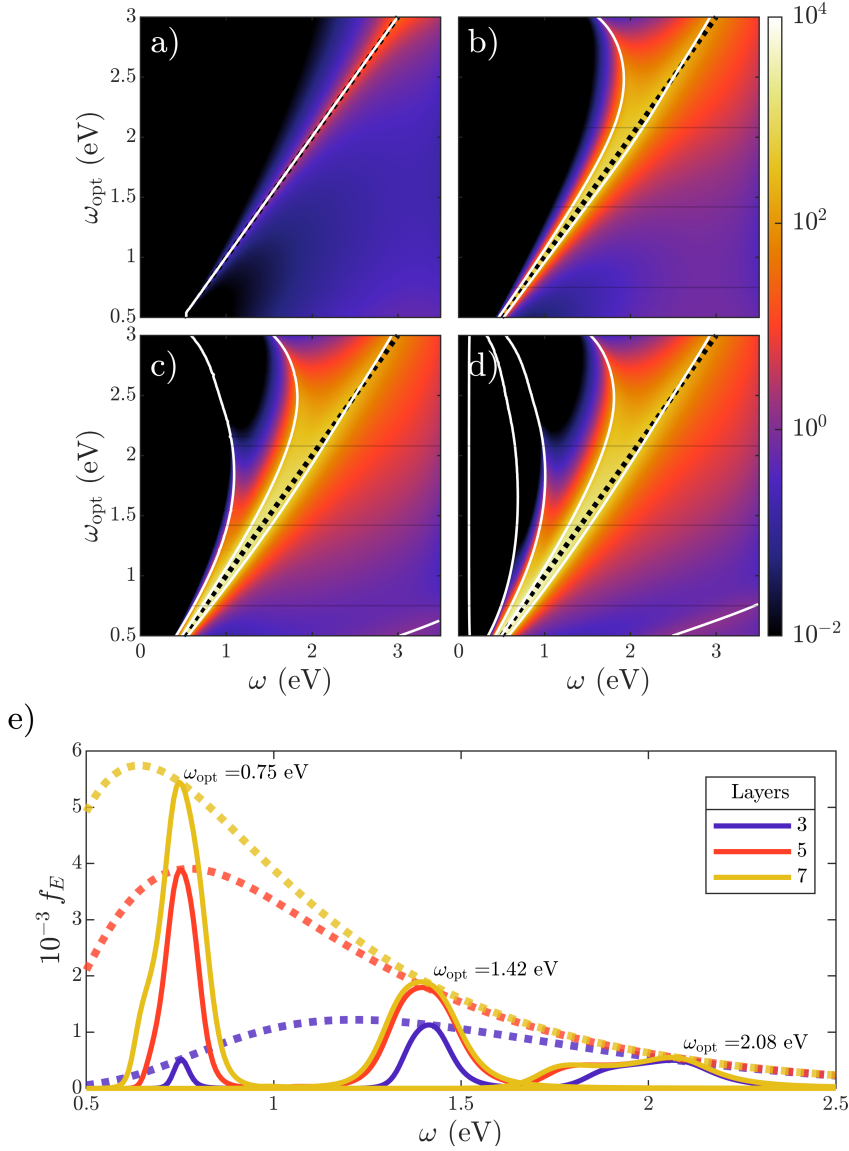 a)
3
2.5
2
1.5
1
0.5
ω_opt (eV)
b)
c)
3
2.5
2
1.5
1
0.5
ω_opt (eV)
0 1 2 3
ω (eV)
d)
0 1 2 3
ω (eV)
10^4
10^2
10^0
10^-2
e)
6
5
4
3
2
1
0
10^-3 f_E
ω_opt =0.75 eV
ω_opt =1.42 eV
ω_opt =2.08 eV
Layers
3
5
7
0.5 1 1.5 2 2.5
ω (eV)